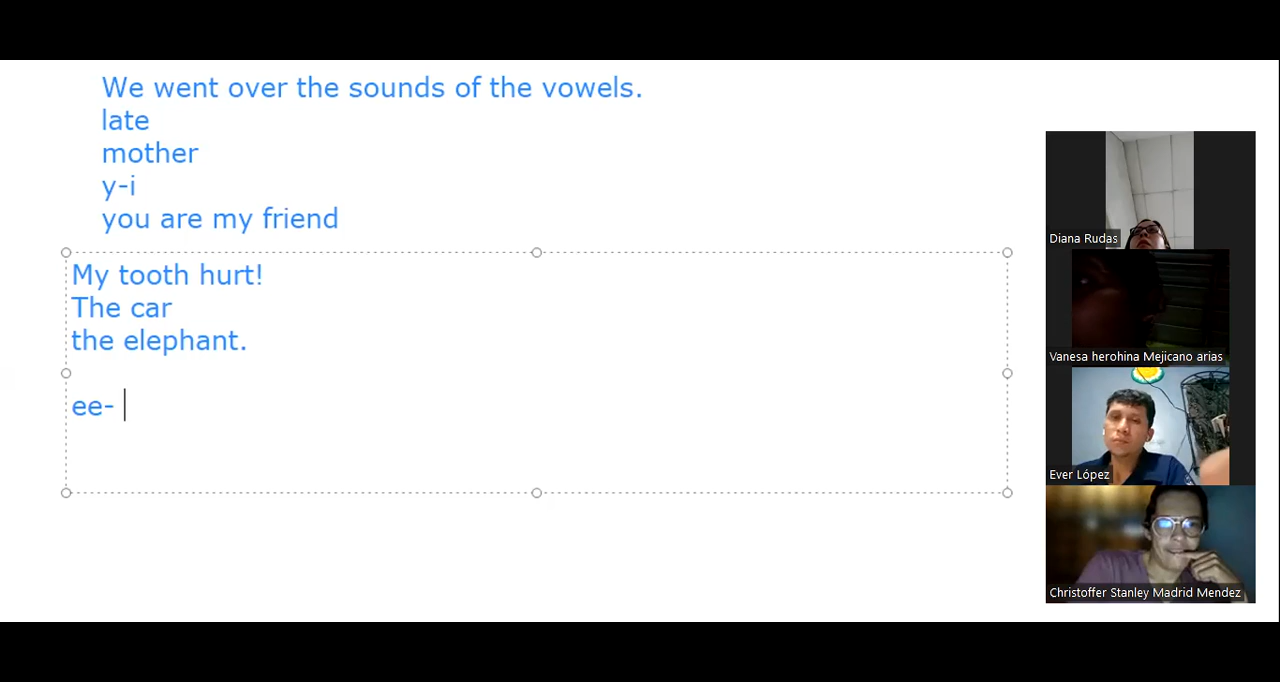 We went over the sounds of the vowels.
late
mother
y-i
you are my friend
My tooth hurt!
The car
the elephant.
ee-
Diana Rudas
Vanesa herohina Mejicano arias
Ever López
Christoffer Stanley Madrid Mendez